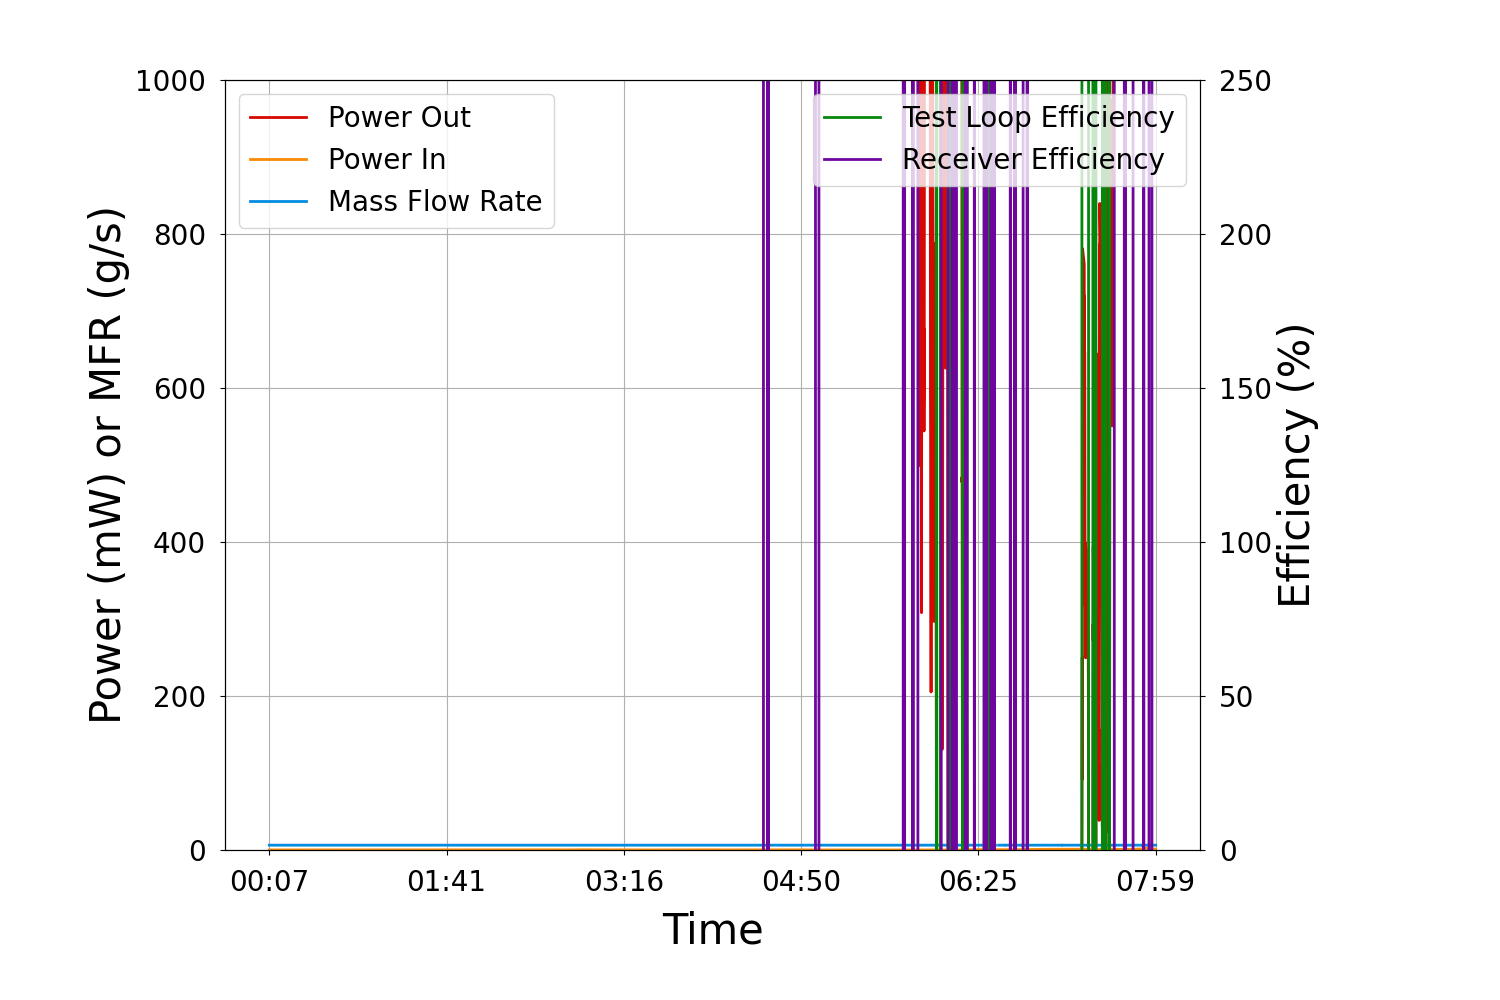 1000
800
600
400
200
0
Power (mW) or MFR (g/s)
Power Out
Power In
Mass Flow Rate
Test Loop Efficiency
Receiver Efficiency
250
200
150
100
50
0
Efficiency (%)
00:07 01:41 03:16 04:50 06:25 07:59
Time